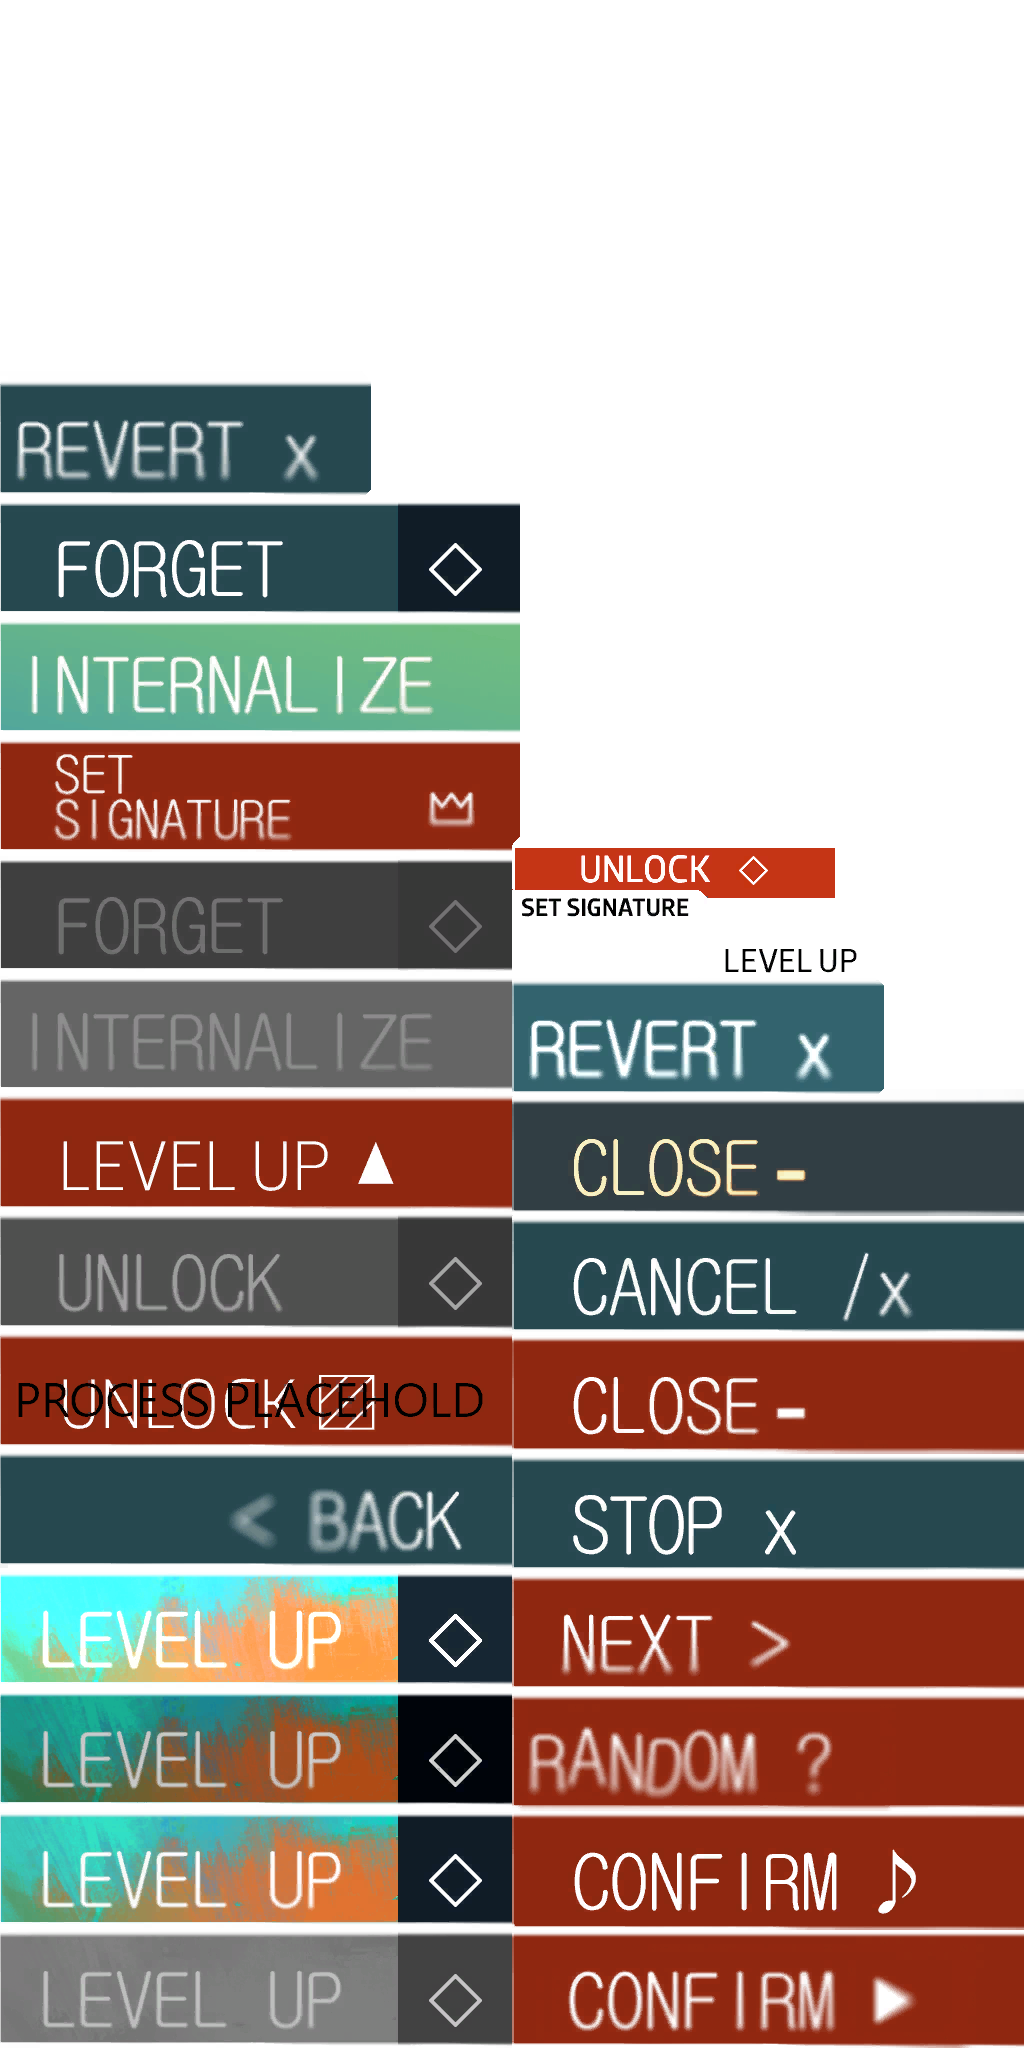 REVERT x
FORGET
INTERNALIZE
SET
SIGNATURE
FORGET
INTERNALIZE
LEVEL UP
UNLOCK
UNLOCK
PROCESS PLACEHOLD
< BACK
LEVEL UP
LEVEL UP
LEVEL UP
LEVEL UP
UNLOCK
SET SIGNATURE
LEVEL UP
REVERT x
CLOSE -
CANCEL /x
CLOSE -
STOP x
NEXT >
RANDOM ?
CONFIRM ♪
CONFIRM ▶